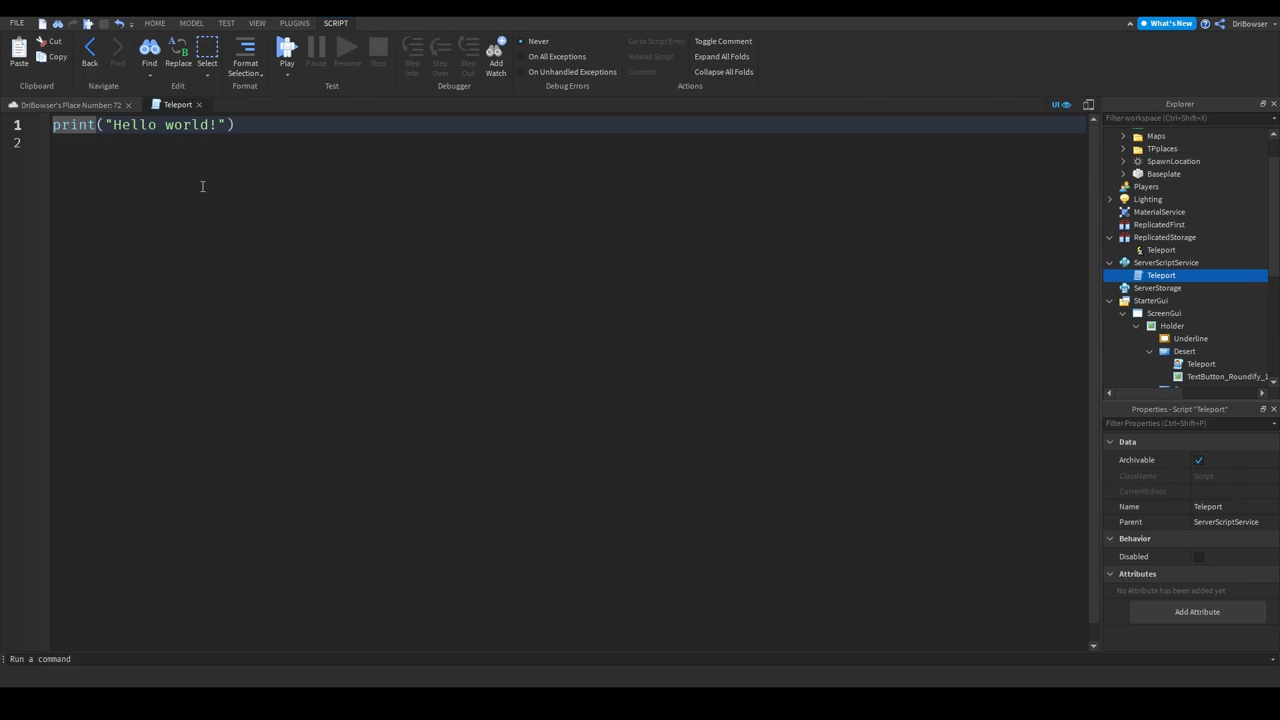 FILE HOME MODEL TEST VIEW PLUGINS SCRIPT What's New DriBowser
Paste Cut Copy Back Fwd Find Replace Select Format Selection Play Pause Resume Stop Step Into Step Over Step Out Add Watch Never On All Exceptions On Unhandled Exceptions Go to Script Error Reload Script Commit Toggle Comment Expand All Folds Collapse All Folds
Clipboard Navigate Edit Format Test Debugger Debug Errors Actions
DriBowser's Place Number: 72 Teleport UI
1 print("Hello world!")
2
Explorer
Filter workspace (Ctrl+Shift+X)
Maps
TPplaces
SpawnLocation
Baseplate
Players
Lighting
MaterialService
ReplicatedFirst
ReplicatedStorage
Teleport
ServerScriptService
Teleport
ServerStorage
StarterGui
ScreenGui
Holder
Underline
Desert
Teleport
TextButton_Roundify_1
Properties - Script "Teleport"
Filter Properties (Ctrl+Shift+P)
Data
Archivable
ClassName Script
CurrentEditor
Name Teleport
Parent ServerScriptService
Behavior
Disabled
Attributes
No Attribute has been added yet
Add Attribute
Run a command